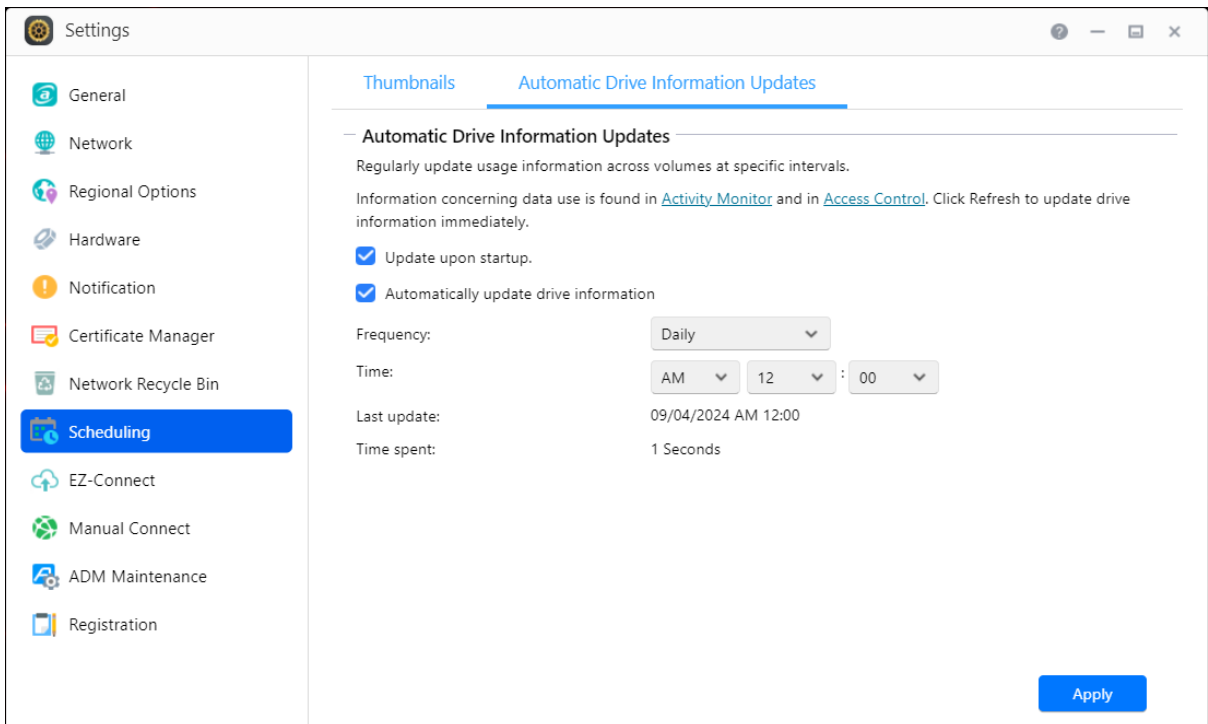 Settings
General
Network
Regional Options
Hardware
Notification
Certificate Manager
Network Recycle Bin
Scheduling
EZ-Connect
Manual Connect
ADM Maintenance
Registration
Thumbnails Automatic Drive Information Updates
Automatic Drive Information Updates
Regularly update usage information across volumes at specific intervals.
Information concerning data use is found in Activity Monitor and in Access Control. Click Refresh to update drive
information immediately.
Update upon startup.
Automatically update drive information
Frequency: Daily
Time: AM 12 : 00
Last update: 09/04/2024 AM 12:00
Time spent: 1 Seconds
Apply